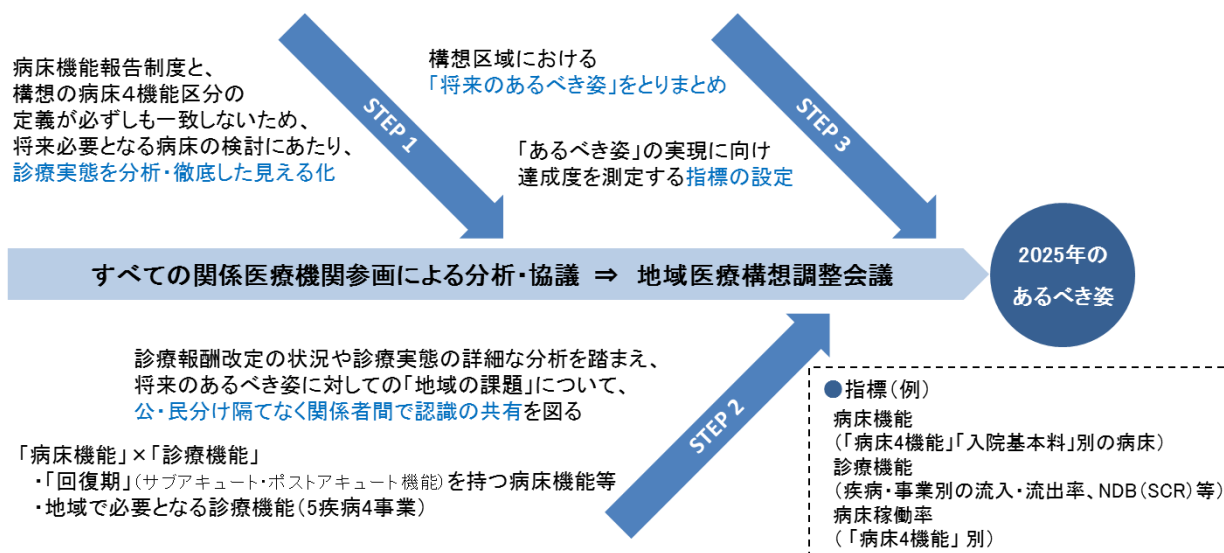 病床機能報告制度と、
構想の病床4機能区分の
定義が必ずしも一致しないため、
将来必要となる病床の検討にあたり、
診療実態を分析・徹底した見える化
STEP 1
構想区域における
「将来のあるべき姿」をとりまとめ
「あるべき姿」の実現に向け
達成度を測定する指標の設定
STEP 3
すべての関係医療機関参画による分析・協議 ⇒ 地域医療構想調整会議
2025年の
あるべき姿
診療報酬改定の状況や診療実態の詳細な分析を踏まえ、
将来のあるべき姿に対しての「地域の課題」について、
公・民分け隔てなく関係者間で認識の共有を図る
STEP 2
「病床機能」×「診療機能」
・「回復期」(サブアキュート・ポストアキュート機能)を持つ病床機能等
・地域で必要となる診療機能(5疾病4事業)
●指標(例)
病床機能
(「病床4機能」「入院基本料」別の病床)
診療機能
(疾病・事業別の流入・流出率、NDB(SCR)等)
病床稼働率
(「病床4機能」別)